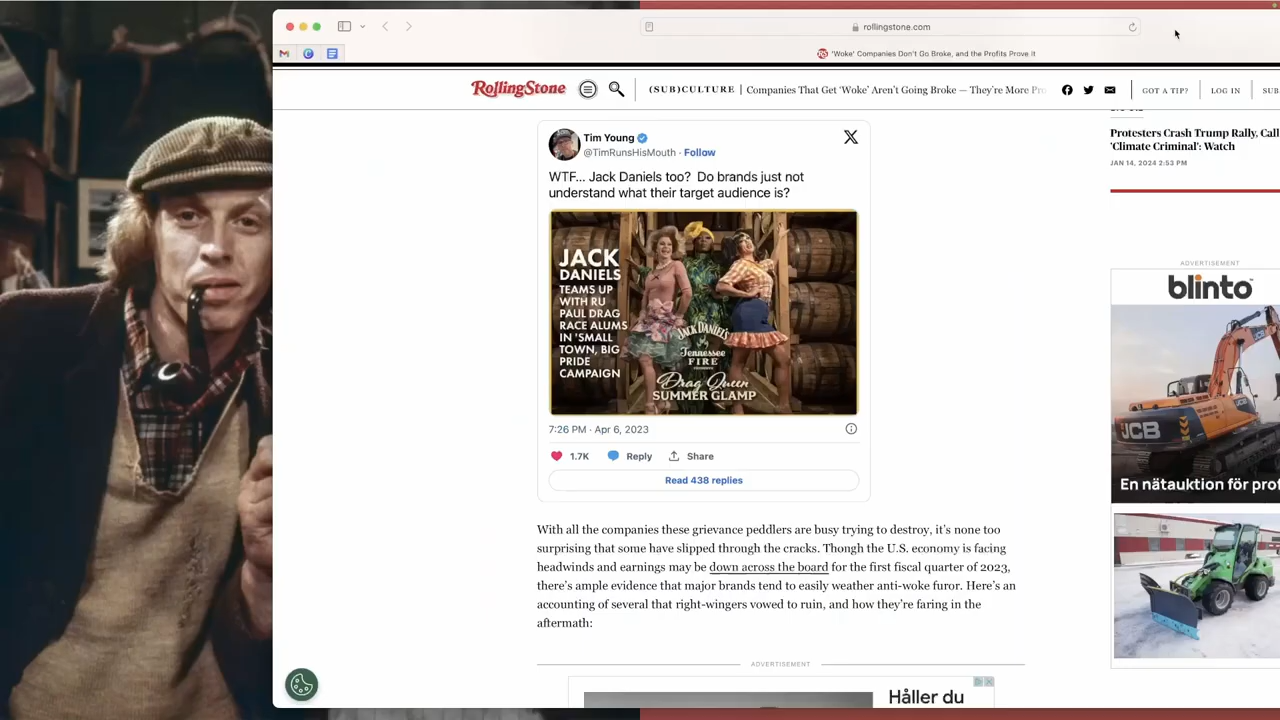 rollingstone.com
'Woke' Companies Don't Go Broke, and the Profits Prove It
RollingStone
(SUB)CULTURE | Companies That Get 'Woke' Aren't Going Broke — They're More Pro
GOT A TIP?
LOG IN
SUB
Protesters Crash Trump Rally, Call
'Climate Criminal': Watch
JAN 14, 2024 2:53 PM
Tim Young
@TimRunsHisMouth · Follow
WTF... Jack Daniels too? Do brands just not
understand what their target audience is?
JACK
DANIELS
TEAMS UP
WITH RU
PAUL DRAG
RACE ALUMS
IN 'SMALL
TOWN, BIG
PRIDE
CAMPAIGN
JACK DANIEL'S
Tennessee
FIRE
PRESENTS
Drag Queen
SUMMER GLAMP
7:26 PM · Apr 6, 2023
1.7K
Reply
Share
Read 438 replies
With all the companies these grievance peddlers are busy trying to destroy, it's none too
surprising that some have slipped through the cracks. Though the U.S. economy is facing
headwinds and earnings may be down across the board for the first fiscal quarter of 2023,
there's ample evidence that major brands tend to easily weather anti-woke furor. Here's an
accounting of several that right-wingers vowed to ruin, and how they're faring in the
aftermath:
ADVERTISEMENT
Håller du
ADVERTISEMENT
blinto
JCB
En nätauktion för prof